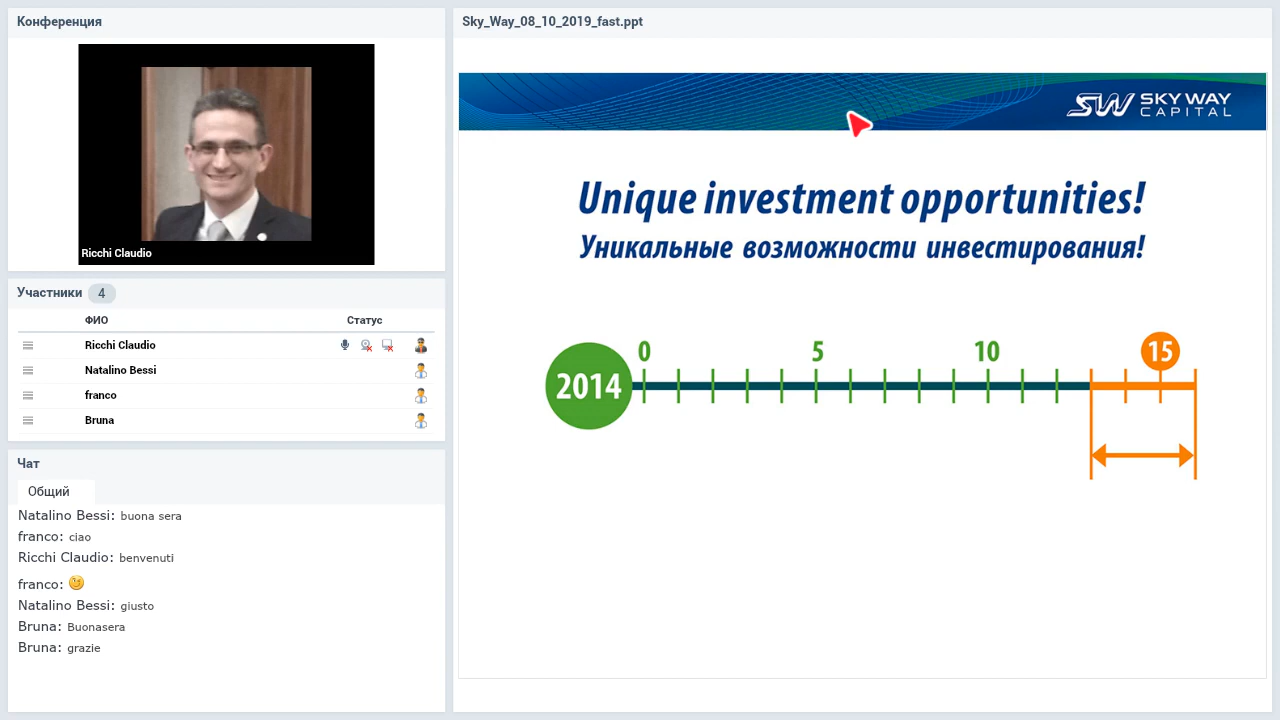 Конференция
Ricchi Claudio
Участники 4
ФИО Статус
Ricchi Claudio
Natalino Bessi
franco
Bruna
Чат
Общий
Natalino Bessi: buona sera
franco: ciao
Ricchi Claudio: benvenuti
franco:
Natalino Bessi: giusto
Bruna: Buonasera
Bruna: grazie
Sky_Way_08_10_2019_fast.ppt
SW SKY WAY
CAPITAL
Unique investment opportunities!
Уникальные возможности инвестирования!
0 5 10 15
2014